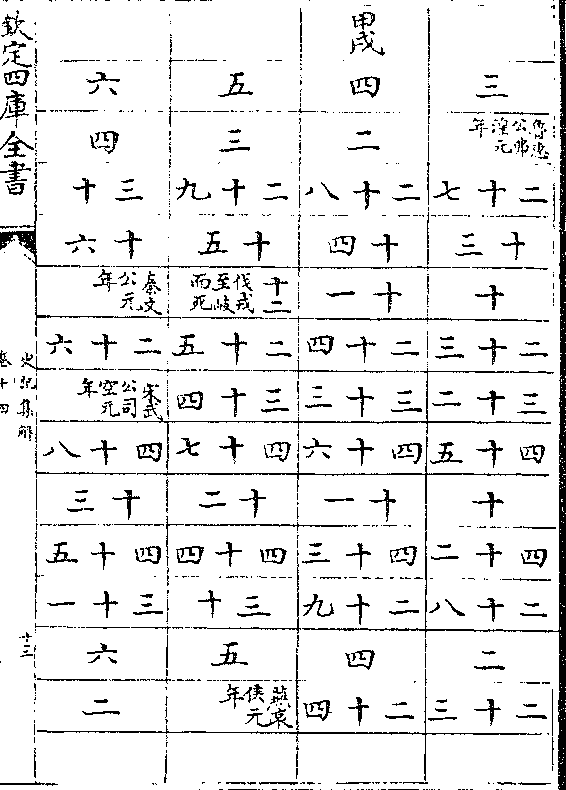 三
魯惠公弗湟元年
二十七
十三
十
二十三
三十二
四十五
十
四十二
二十八
二
二十三
甲戌
四
二
二十八
十四
十一
二十四
三十三
四十六
十一
四十三
二十九
四
二十四
五
三
二十九
十五
十二
伐戎至岐而死
二十五
三十四
四十七
十二
四十四
三十
五
燕哀侯元年
六
四
三十
十六
秦文公元年
二十六
宋武公司空元年
四十八
十三
四十五
三十一
六
二
欽定四庫全書
史記集解
卷十四
十三